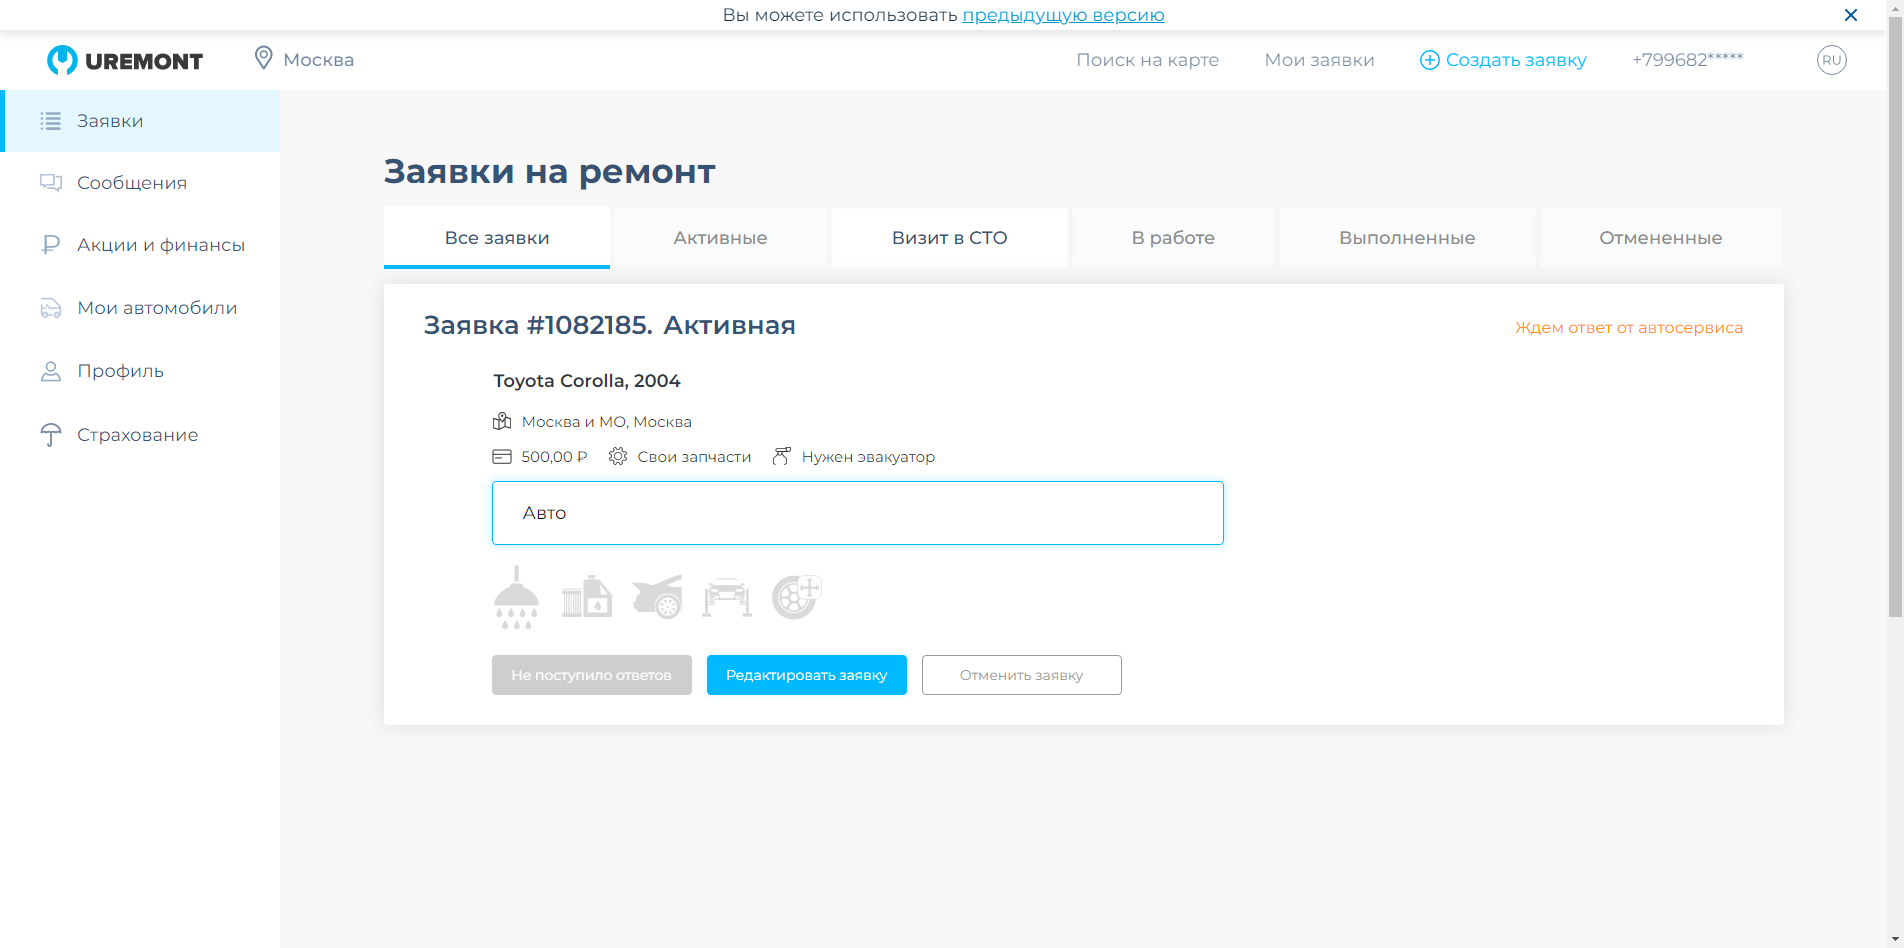 Вы можете использовать предыдущую версию
UREMONT
Москва
Поиск на карте
Мои заявки
Создать заявку
+799682*****
RU
Заявки
Сообщения
Акции и финансы
Мои автомобили
Профиль
Страхование
Заявки на ремонт
Все заявки
Активные
Визит в СТО
В работе
Выполненные
Отмененные
Заявка #1082185. Активная
Ждем ответ от автосервиса
Toyota Corolla, 2004
Москва и МО, Москва
500,00 ₽
Свои запчасти
Нужен эвакуатор
Авто
Не поступило ответов
Редактировать заявку
Отменить заявку